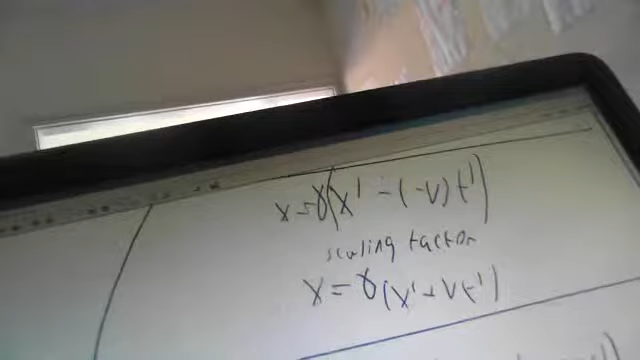 x=γ(x' - (-v)t')
scaling factor
x = γ(x'+vt')